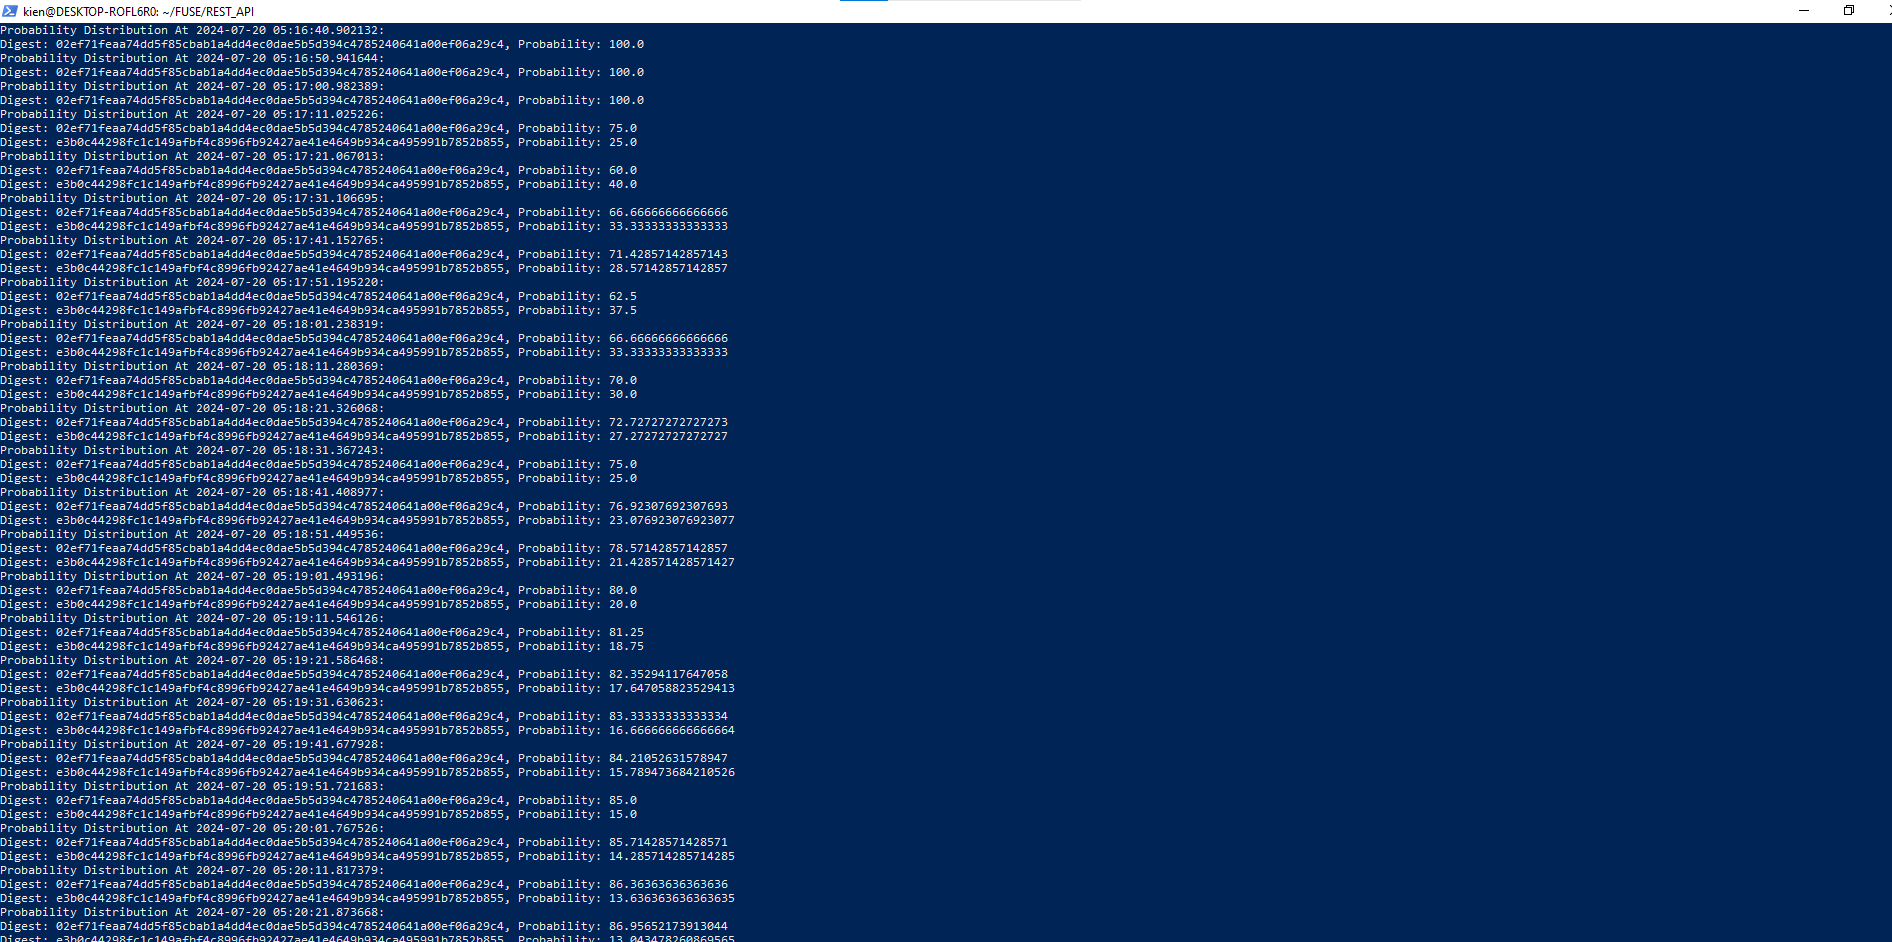 kien@DESKTOP-ROFL6R0: ~/FUSE/REST_API
Probability Distribution At 2024-07-20 05:16:40.902132:
Digest: 02ef71feaa74dd5f85cbab1a4dd4ec0dae5b5d394c4785240641a00ef06a29c4, Probability: 100.0
Probability Distribution At 2024-07-20 05:16:50.941644:
Digest: 02ef71feaa74dd5f85cbab1a4dd4ec0dae5b5d394c4785240641a00ef06a29c4, Probability: 100.0
Probability Distribution At 2024-07-20 05:17:00.982389:
Digest: 02ef71feaa74dd5f85cbab1a4dd4ec0dae5b5d394c4785240641a00ef06a29c4, Probability: 100.0
Probability Distribution At 2024-07-20 05:17:11.025226:
Digest: 02ef71feaa74dd5f85cbab1a4dd4ec0dae5b5d394c4785240641a00ef06a29c4, Probability: 75.0
Digest: e3b0c44298fc1c149afbf4c8996fb92427ae41e4649b934ca495991b7852b855, Probability: 25.0
Probability Distribution At 2024-07-20 05:17:21.067013:
Digest: 02ef71feaa74dd5f85cbab1a4dd4ec0dae5b5d394c4785240641a00ef06a29c4, Probability: 60.0
Digest: e3b0c44298fc1c149afbf4c8996fb92427ae41e4649b934ca495991b7852b855, Probability: 40.0
Probability Distribution At 2024-07-20 05:17:31.106695:
Digest: 02ef71feaa74dd5f85cbab1a4dd4ec0dae5b5d394c4785240641a00ef06a29c4, Probability: 66.66666666666666
Digest: e3b0c44298fc1c149afbf4c8996fb92427ae41e4649b934ca495991b7852b855, Probability: 33.33333333333333
Probability Distribution At 2024-07-20 05:17:41.152765:
Digest: 02ef71feaa74dd5f85cbab1a4dd4ec0dae5b5d394c4785240641a00ef06a29c4, Probability: 71.42857142857143
Digest: e3b0c44298fc1c149afbf4c8996fb92427ae41e4649b934ca495991b7852b855, Probability: 28.57142857142857
Probability Distribution At 2024-07-20 05:17:51.195220:
Digest: 02ef71feaa74dd5f85cbab1a4dd4ec0dae5b5d394c4785240641a00ef06a29c4, Probability: 62.5
Digest: e3b0c44298fc1c149afbf4c8996fb92427ae41e4649b934ca495991b7852b855, Probability: 37.5
Probability Distribution At 2024-07-20 05:18:01.238319:
Digest: 02ef71feaa74dd5f85cbab1a4dd4ec0dae5b5d394c4785240641a00ef06a29c4, Probability: 66.66666666666666
Digest: e3b0c44298fc1c149afbf4c8996fb92427ae41e4649b934ca495991b7852b855, Probability: 33.33333333333333
Probability Distribution At 2024-07-20 05:18:11.280369:
Digest: 02ef71feaa74dd5f85cbab1a4dd4ec0dae5b5d394c4785240641a00ef06a29c4, Probability: 70.0
Digest: e3b0c44298fc1c149afbf4c8996fb92427ae41e4649b934ca495991b7852b855, Probability: 30.0
Probability Distribution At 2024-07-20 05:18:21.326068:
Digest: 02ef71feaa74dd5f85cbab1a4dd4ec0dae5b5d394c4785240641a00ef06a29c4, Probability: 72.72727272727273
Digest: e3b0c44298fc1c149afbf4c8996fb92427ae41e4649b934ca495991b7852b855, Probability: 27.27272727272727
Probability Distribution At 2024-07-20 05:18:31.367243:
Digest: 02ef71feaa74dd5f85cbab1a4dd4ec0dae5b5d394c4785240641a00ef06a29c4, Probability: 75.0
Digest: e3b0c44298fc1c149afbf4c8996fb92427ae41e4649b934ca495991b7852b855, Probability: 25.0
Probability Distribution At 2024-07-20 05:18:41.408977:
Digest: 02ef71feaa74dd5f85cbab1a4dd4ec0dae5b5d394c4785240641a00ef06a29c4, Probability: 76.92307692307693
Digest: e3b0c44298fc1c149afbf4c8996fb92427ae41e4649b934ca495991b7852b855, Probability: 23.076923076923077
Probability Distribution At 2024-07-20 05:18:51.449536:
Digest: 02ef71feaa74dd5f85cbab1a4dd4ec0dae5b5d394c4785240641a00ef06a29c4, Probability: 78.57142857142857
Digest: e3b0c44298fc1c149afbf4c8996fb92427ae41e4649b934ca495991b7852b855, Probability: 21.428571428571427
Probability Distribution At 2024-07-20 05:19:01.493196:
Digest: 02ef71feaa74dd5f85cbab1a4dd4ec0dae5b5d394c4785240641a00ef06a29c4, Probability: 80.0
Digest: e3b0c44298fc1c149afbf4c8996fb92427ae41e4649b934ca495991b7852b855, Probability: 20.0
Probability Distribution At 2024-07-20 05:19:11.546126:
Digest: 02ef71feaa74dd5f85cbab1a4dd4ec0dae5b5d394c4785240641a00ef06a29c4, Probability: 81.25
Digest: e3b0c44298fc1c149afbf4c8996fb92427ae41e4649b934ca495991b7852b855, Probability: 18.75
Probability Distribution At 2024-07-20 05:19:21.586468:
Digest: 02ef71feaa74dd5f85cbab1a4dd4ec0dae5b5d394c4785240641a00ef06a29c4, Probability: 82.35294117647058
Digest: e3b0c44298fc1c149afbf4c8996fb92427ae41e4649b934ca495991b7852b855, Probability: 17.647058823529413
Probability Distribution At 2024-07-20 05:19:31.630623:
Digest: 02ef71feaa74dd5f85cbab1a4dd4ec0dae5b5d394c4785240641a00ef06a29c4, Probability: 83.33333333333334
Digest: e3b0c44298fc1c149afbf4c8996fb92427ae41e4649b934ca495991b7852b855, Probability: 16.666666666666664
Probability Distribution At 2024-07-20 05:19:41.677928:
Digest: 02ef71feaa74dd5f85cbab1a4dd4ec0dae5b5d394c4785240641a00ef06a29c4, Probability: 84.21052631578947
Digest: e3b0c44298fc1c149afbf4c8996fb92427ae41e4649b934ca495991b7852b855, Probability: 15.789473684210526
Probability Distribution At 2024-07-20 05:19:51.721683:
Digest: 02ef71feaa74dd5f85cbab1a4dd4ec0dae5b5d394c4785240641a00ef06a29c4, Probability: 85.0
Digest: e3b0c44298fc1c149afbf4c8996fb92427ae41e4649b934ca495991b7852b855, Probability: 15.0
Probability Distribution At 2024-07-20 05:20:01.767526:
Digest: 02ef71feaa74dd5f85cbab1a4dd4ec0dae5b5d394c4785240641a00ef06a29c4, Probability: 85.71428571428571
Digest: e3b0c44298fc1c149afbf4c8996fb92427ae41e4649b934ca495991b7852b855, Probability: 14.285714285714285
Probability Distribution At 2024-07-20 05:20:11.817379:
Digest: 02ef71feaa74dd5f85cbab1a4dd4ec0dae5b5d394c4785240641a00ef06a29c4, Probability: 86.36363636363636
Digest: e3b0c44298fc1c149afbf4c8996fb92427ae41e4649b934ca495991b7852b855, Probability: 13.636363636363635
Probability Distribution At 2024-07-20 05:20:21.873668:
Digest: 02ef71feaa74dd5f85cbab1a4dd4ec0dae5b5d394c4785240641a00ef06a29c4, Probability: 86.95652173913044
Digest: e3b0c44298fc1c149afbf4c8996fb92427ae41e4649b934ca495991b7852b855, Probability: 13.043478260869565